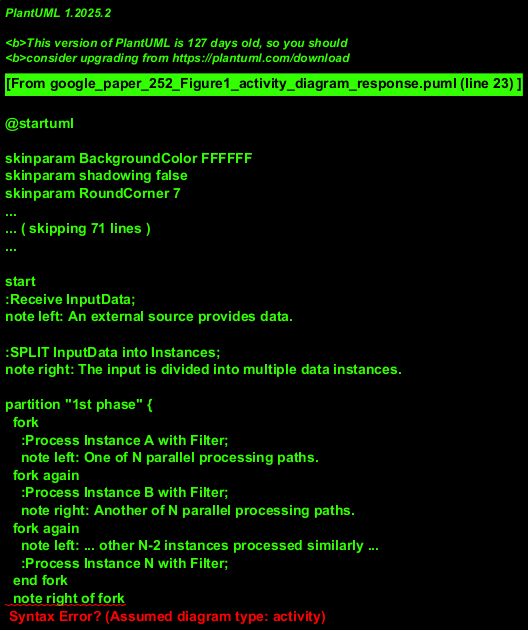 PlantUML 1.2025.2
<b>This version of PlantUML is 127 days old, so you should
<b>consider upgrading from https://plantuml.com/download
[From google_paper_252_Figure1_activity_diagram_response.puml (line 23) ]
@startuml
skinparam BackgroundColor FFFFFF
skinparam shadowing false
skinparam RoundCorner 7
...
... ( skipping 71 lines )
...
start
:Receive InputData;
note left: An external source provides data.
:SPLIT InputData into Instances;
note right: The input is divided into multiple data instances.
partition "1st phase" {
fork
:Process Instance A with Filter;
note left: One of N parallel processing paths.
fork again
:Process Instance B with Filter;
note right: Another of N parallel processing paths.
fork again
note left: ... other N-2 instances processed similarly ...
:Process Instance N with Filter;
end fork
note right of fork
Syntax Error? (Assumed diagram type: activity)